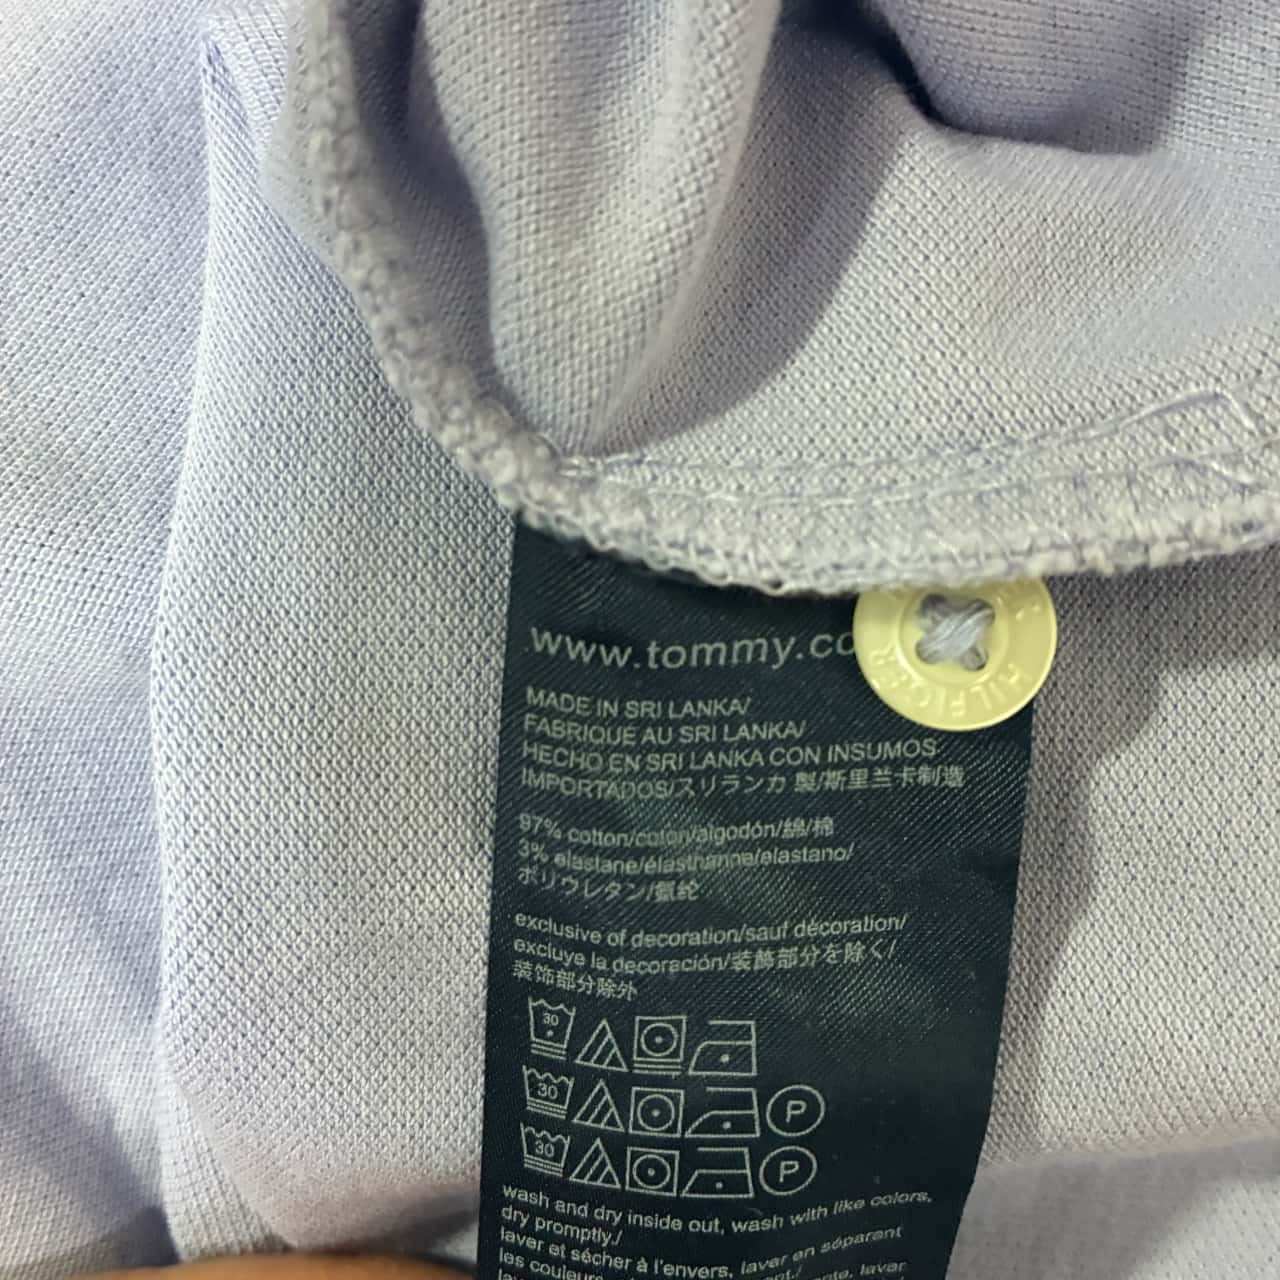 www.tommy.co
HILFIGER
MADE IN SRI LANKA/
FABRIQUÉ AU SRI LANKA/
HECHO EN SRI LANKA CON INSUMOS
IMPORTADOS/スリランカ 製/斯里兰卡制造
97% cotton/coton/algodón/綿/棉
3% elastane/élasthanne/elastano/
ポリウレタン/氨纶
exclusive of decoration/sauf décoration/
excluye la decoración/装飾部分を除く/
装饰部分除外
30
30 P
30 P
wash and dry inside out, wash with like colors,
dry promptly./
laver et sécher à l'envers, laver en séparant
les couleurs
laver